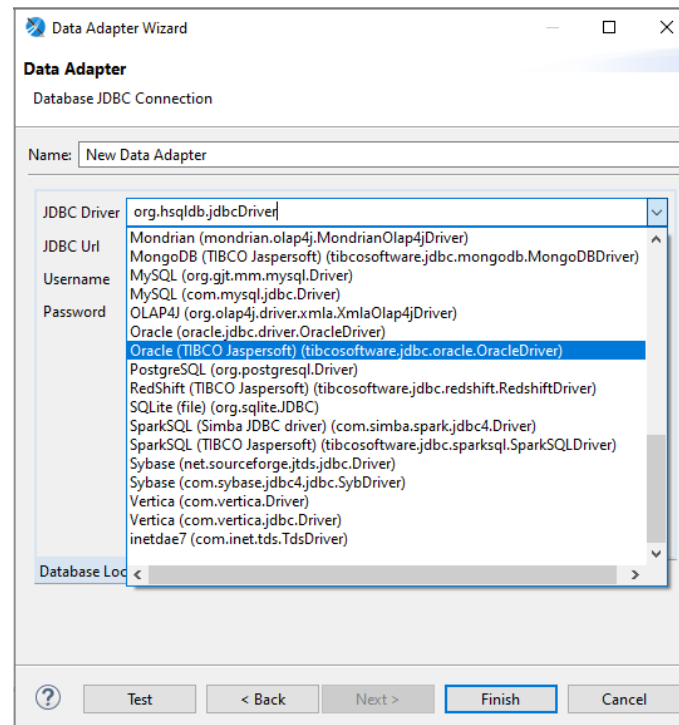 Data Adapter Wizard
Data Adapter
Database JDBC Connection
Name: New Data Adapter
JDBC Driver org.hsqldb.jdbcDriver
JDBC Url
Username
Password
Mondrian (mondrian.olap4j.MondrianOlap4jDriver)
MongoDB (TIBCO Jaspersoft) (tibcosoftware.jdbc.mongodb.MongoDBDriver)
MySQL (org.gjt.mm.mysql.Driver)
MySQL (com.mysql.jdbc.Driver)
OLAP4J (org.olap4j.driver.xmla.XmlaOlap4jDriver)
Oracle (oracle.jdbc.driver.OracleDriver)
Oracle (TIBCO Jaspersoft) (tibcosoftware.jdbc.oracle.OracleDriver)
PostgreSQL (org.postgresql.Driver)
RedShift (TIBCO Jaspersoft) (tibcosoftware.jdbc.redshift.RedshiftDriver)
SQLite (file) (org.sqlite.JDBC)
SparkSQL (Simba JDBC driver) (com.simba.spark.jdbc4.Driver)
SparkSQL (TIBCO Jaspersoft) (tibcosoftware.jdbc.sparksql.SparkSQLDriver)
Sybase (net.sourceforge.jtds.jdbc.Driver)
Sybase (com.sybase.jdbc4.jdbc.SybDriver)
Vertica (com.vertica.Driver)
Vertica (com.vertica.jdbc.Driver)
inetdae7 (com.inet.tds.TdsDriver)
Database Loc
? Test < Back Next > Finish Cancel